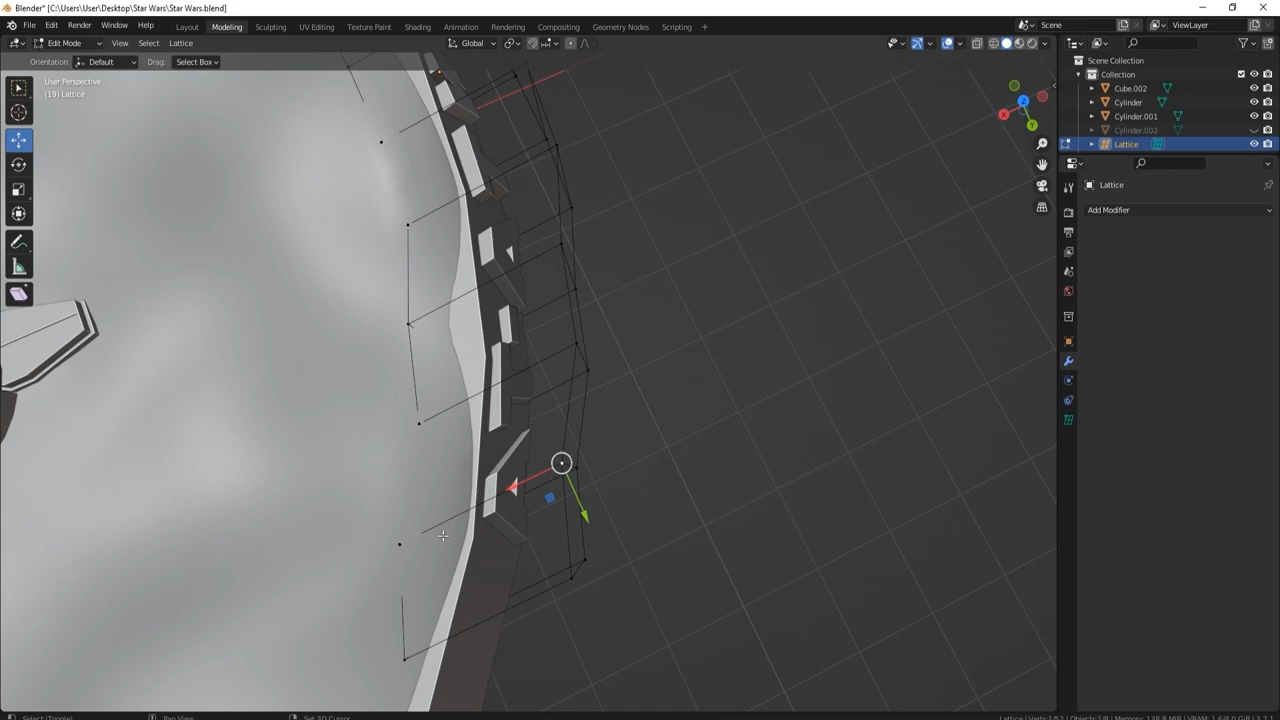 Blender* [C:\Users\User\Desktop\Star Wars\Star Wars.blend]
File Edit Render Window Help Layout Modeling Sculpting UV Editing Texture Paint Shading Animation Rendering Compositing Geometry Nodes Scripting + Scene ViewLayer
Edit Mode View Select Lattice Global
Orientation: Default Drag: Select Box Options
User Perspective
(19) Lattice
X
Y
Z
Scene Collection
Collection
Cube.002
Cylinder
Cylinder.001
Cylinder.002
Lattice
Lattice
Add Modifier
Select (Toggle) Pan View Set 3D Cursor